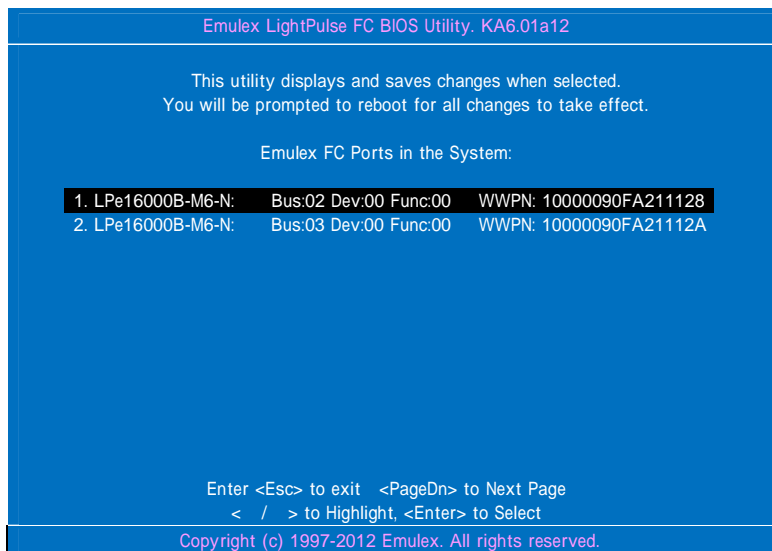 Emulex LightPulse FC BIOS Utility. KA6.01a12
This utility displays and saves changes when selected.
You will be prompted to reboot for all changes to take effect.
Emulex FC Ports in the System:
1. LPe16000B-M6-N: Bus:02 Dev:00 Func:00 WWPN: 10000090FA211128
2. LPe16000B-M6-N: Bus:03 Dev:00 Func:00 WWPN: 10000090FA21112A
Enter <Esc> to exit <PageDn> to Next Page
< / > to Highlight, <Enter> to Select
Copyright (c) 1997-2012 Emulex. All rights reserved.